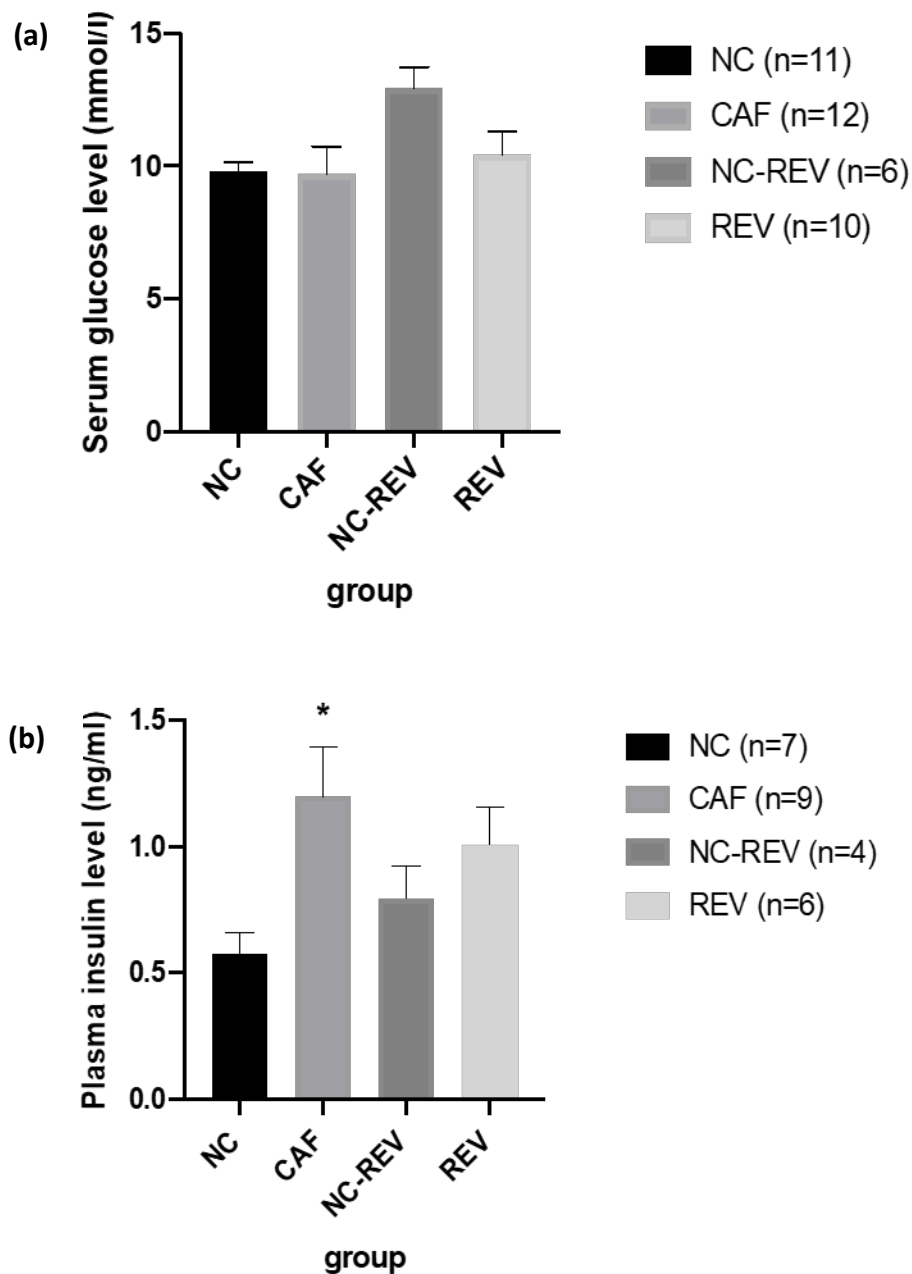 (a)
Serum glucose level (mmol/l)
15
10
5
0
NC
CAF
NC-REV
REV
group
NC (n=11)
CAF (n=12)
NC-REV (n=6)
REV (n=10)
(b)
Plasma insulin level (ng/ml)
1.5
1.0
0.5
0.0
*
NC
CAF
NC-REV
REV
group
NC (n=7)
CAF (n=9)
NC-REV (n=4)
REV (n=6)